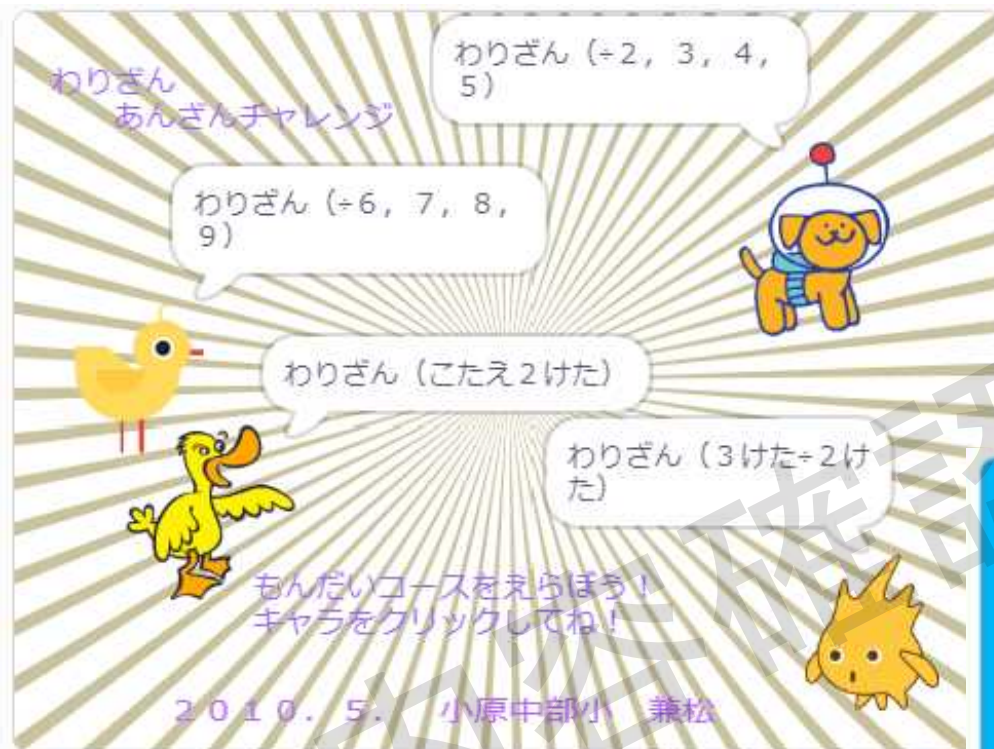 わりざん
あんざんチャレンジ
わりざん（÷２，３，４，
５）
わりざん（÷６，７，８，
９）
わりざん（こたえ２けた）
わりざん（３けた÷２け
た）
もんだいコースをえらぼう！
キャラをクリックしてね！
２０１０．５．　小原中部小　兼松